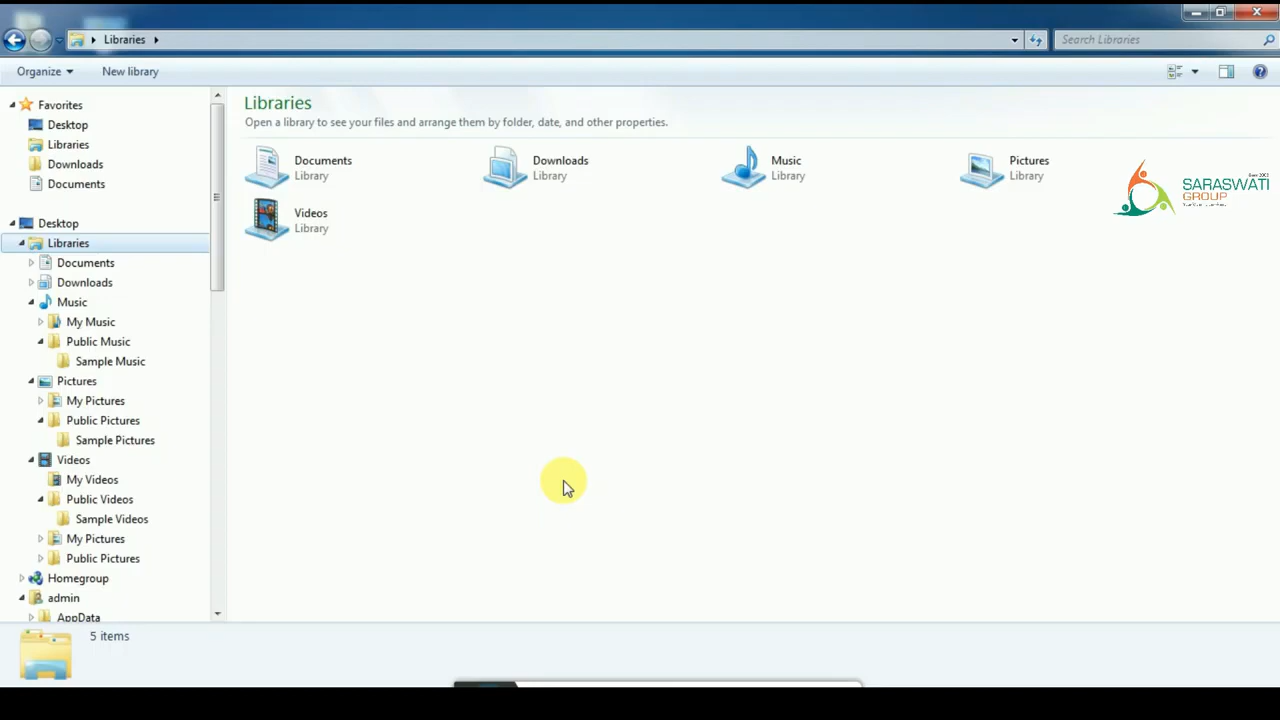 Libraries
Search Libraries
Organize
New library
Favorites
Desktop
Libraries
Downloads
Documents
Desktop
Libraries
Documents
Downloads
Music
My Music
Public Music
Sample Music
Pictures
My Pictures
Public Pictures
Sample Pictures
Videos
My Videos
Public Videos
Sample Videos
My Pictures
Public Pictures
Homegroup
admin
AppData
Libraries
Open a library to see your files and arrange them by folder, date, and other properties.
Documents
Library
Downloads
Library
Music
Library
Pictures
Library
Videos
Library
SARASWATI
GROUP
5 items